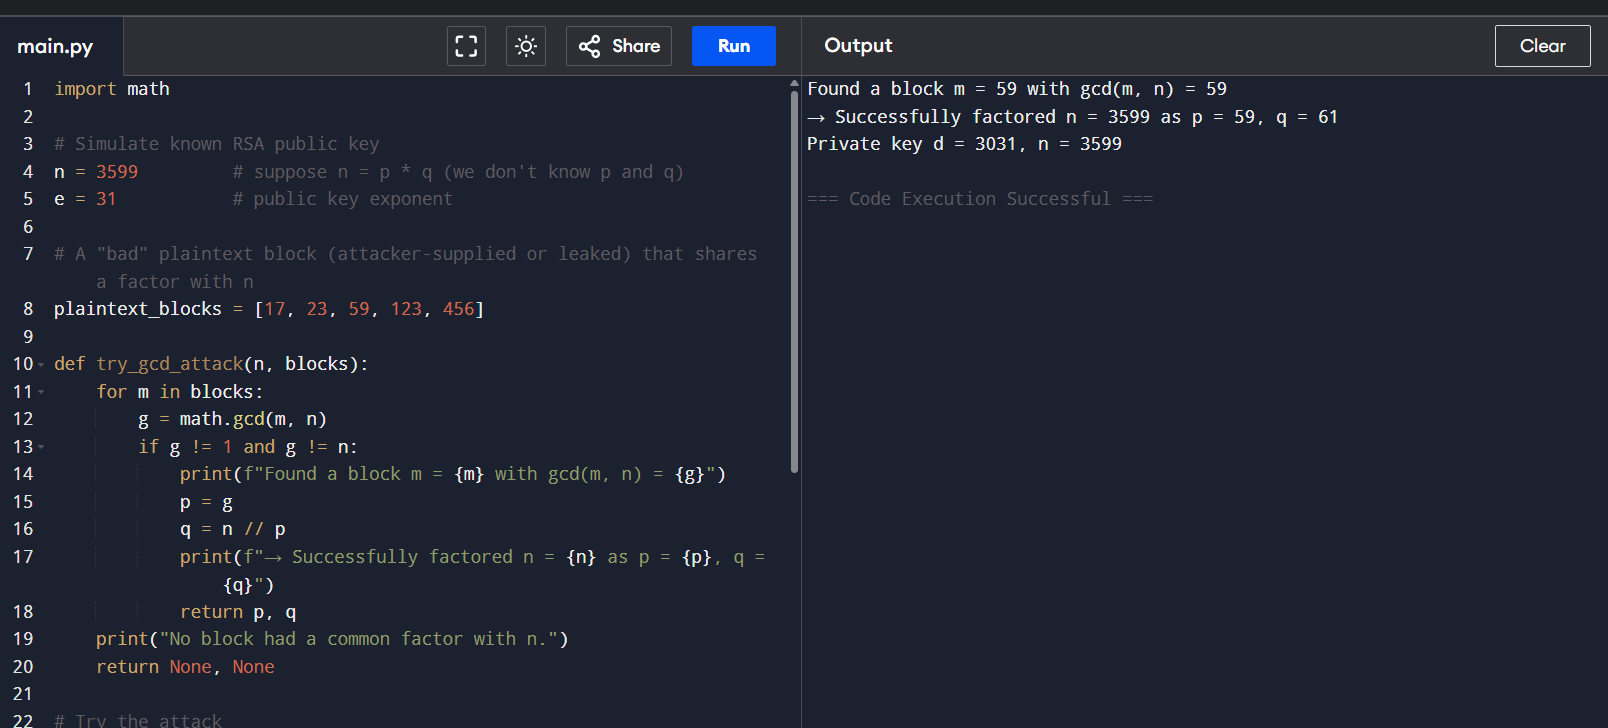 main.py
Share
Run
Output
Clear
1 import math
2
3 # Simulate known RSA public key
4 n = 3599 # suppose n = p * q (we don't know p and q)
5 e = 31 # public key exponent
6
7 # A "bad" plaintext block (attacker-supplied or leaked) that shares
a factor with n
8 plaintext_blocks = [17, 23, 59, 123, 456]
9
10 def try_gcd_attack(n, blocks):
11 for m in blocks:
12 g = math.gcd(m, n)
13 if g != 1 and g != n:
14 print(f"Found a block m = {m} with gcd(m, n) = {g}")
15 p = g
16 q = n // p
17 print(f"→ Successfully factored n = {n} as p = {p}, q =
{q}")
18 return p, q
19 print("No block had a common factor with n.")
20 return None, None
21
22 # Try the attack
Found a block m = 59 with gcd(m, n) = 59
→ Successfully factored n = 3599 as p = 59, q = 61
Private key d = 3031, n = 3599
=== Code Execution Successful ===